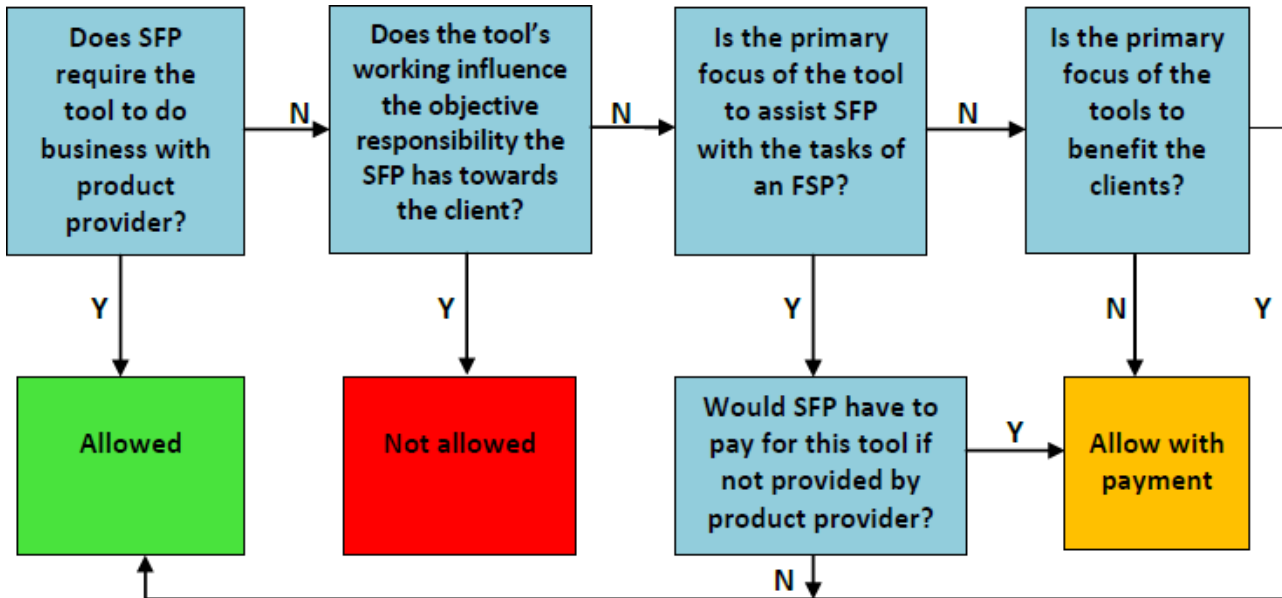 Does SFP
require the
tool to do
business with
product
provider?
N
Does the tool's
working influence
the objective
responsibility the
SFP has towards
the client?
N
Is the primary
focus of the tool
to assist SFP
with the tasks of
an FSP?
N
Is the primary
focus of the
tools to
benefit the
clients?
Y
Y
Y
N
Y
Allowed
Not allowed
Would SFP have to
pay for this tool if
not provided by
product provider?
Y
Allow with
payment
N